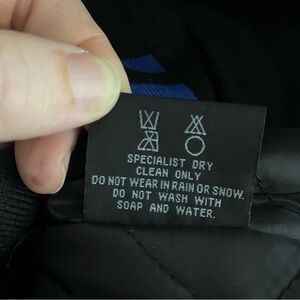 SPECIALIST DRY
CLEAN ONLY
DO NOT WEAR IN RAIN OR SNOW.
DO NOT WASH WITH
SOAP AND WATER.